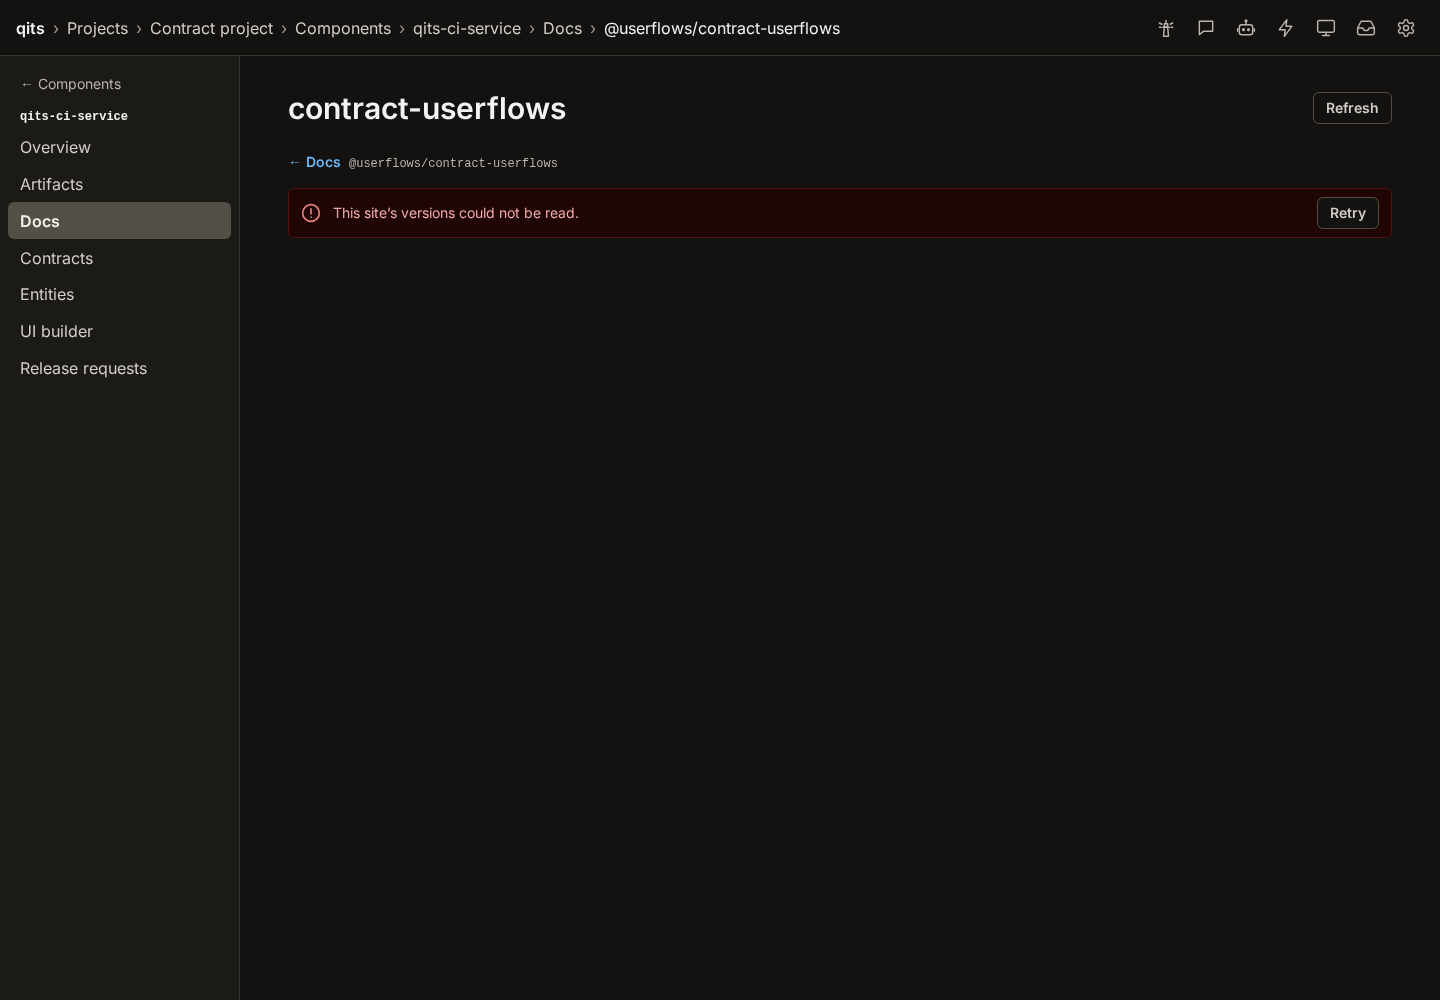 qits › Projects › Contract project › Components › qits-ci-service › Docs › @userflows/contract-userflows
← Components
qits-ci-service
Overview
Artifacts
Docs
Contracts
Entities
UI builder
Release requests
contract-userflows
Refresh
← Docs @userflows/contract-userflows
This site’s versions could not be read.
Retry